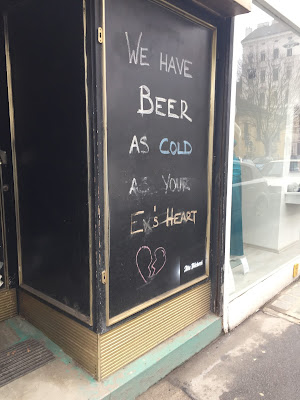 WE HAVE
BEER
AS COLD
AS YOUR
EX'S HEART